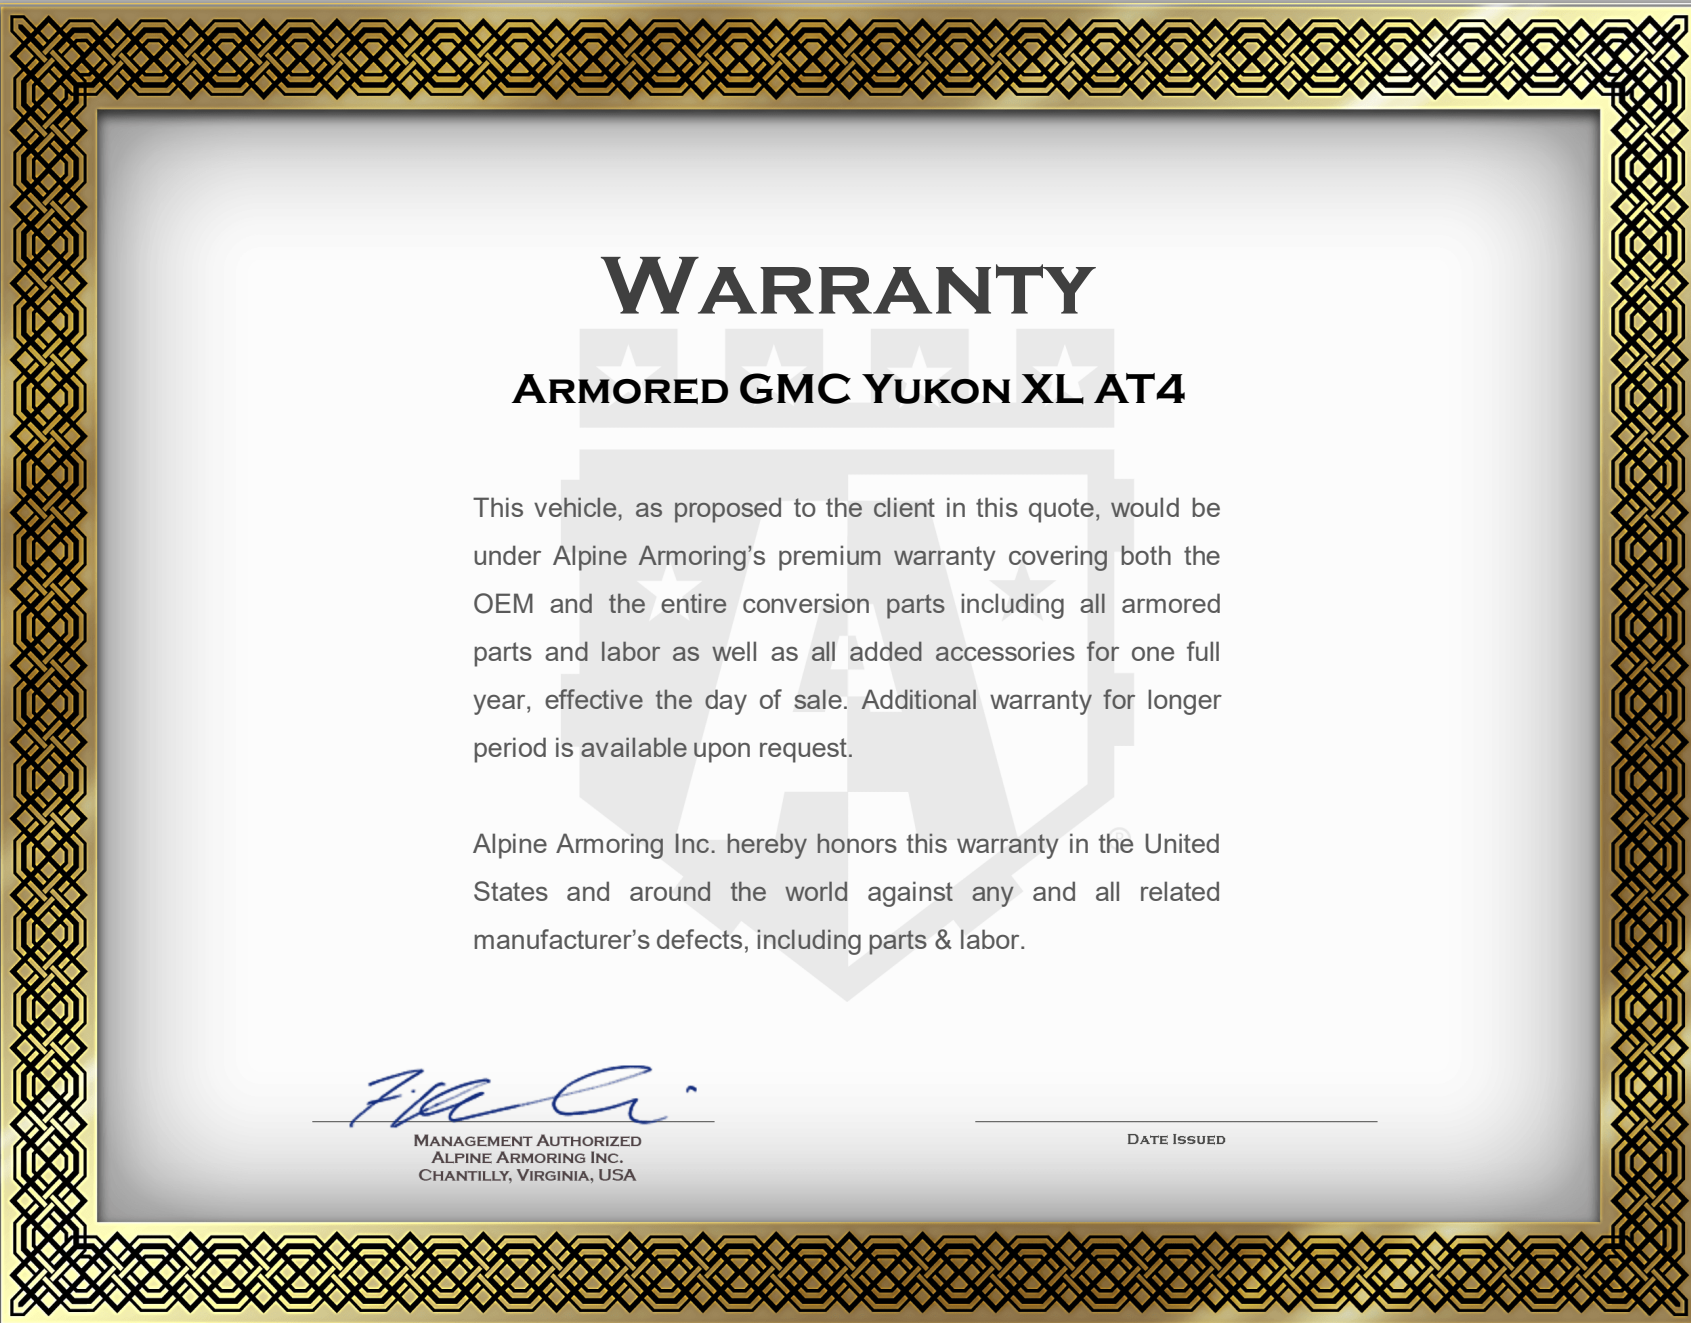 WARRANTY
ARMORED GMC YUKON XL AT4
This vehicle, as proposed to the client in this quote, would be
under Alpine Armoring’s premium warranty covering both the
OEM and the entire conversion parts including all armored
parts and labor as well as all added accessories for one full
year, effective the day of sale. Additional warranty for longer
period is available upon request.
Alpine Armoring Inc. hereby honors this warranty in the United
States and around the world against any and all related
manufacturer’s defects, including parts & labor.
MANAGEMENT AUTHORIZED
ALPINE ARMORING INC.
CHANTILLY, VIRGINIA, USA
DATE ISSUED